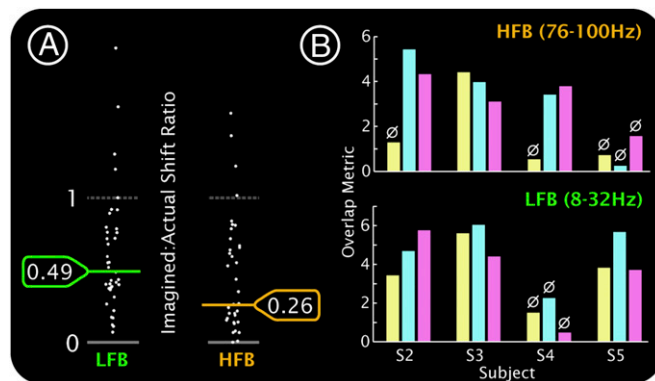 A
Imagined:Actual Shift Ratio
1
0.49
0.26
0
LFB
HFB
B
HFB (76-100Hz)
6
4
2
0
Ø
Ø
Ø
Ø
Ø
Overlap Metric
LFB (8-32Hz)
6
4
2
0
Ø
Ø
Ø
S2 S3 S4 S5
Subject